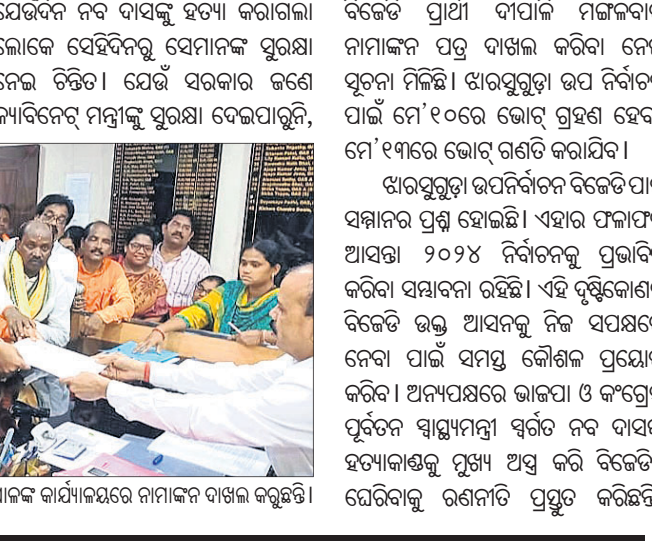 ଯେଉଁଦିନ ନବ ଦାସଙ୍କୁ ହତ୍ୟା କରାଗଲା
ଲୋକେ ସେହିଦିନରୁ ସେମାନଙ୍କ ସୁରକ୍ଷା
ନେଇ ଚିନ୍ତିତ। ଯେଉଁ ସରକାର ଜଣେ
କ୍ୟାବିନେଟ୍ ମନ୍ତ୍ରୀଙ୍କୁ ସୁରକ୍ଷା ଦେଇପାରୁନି,
ପାଳଙ୍କ କାର୍ଯ୍ୟାଳୟରେ ନାମାଙ୍କନ ଦାଖଲ କରୁଛନ୍ତି।
ବିଜେଡି ପ୍ରାର୍ଥୀ ଦୀପାଳି ମଙ୍ଗଳବାର
ନାମାଙ୍କନ ପତ୍ର ଦାଖଲ କରିବା ନେଇ
ସୂଚନା ମିଳିଛି। ଝାରସୁଗୁଡ଼ା ଉପ ନିର୍ବାଚନ
ପାଇଁ ମେ'୧୦ରେ ଭୋଟ୍ ଗ୍ରହଣ ହେବ
ମେ'୧୩ରେ ଭୋଟ୍ ଗଣତି କରାଯିବ।
ଝାରସୁଗୁଡ଼ା ଉପନିର୍ବାଚନ ବିଜେଡି ପାଇଁ
ସମ୍ମାନର ପ୍ରଶ୍ନ ହୋଇଛି। ଏହାର ଫଳାଫଳ
ଆସନ୍ତା ୨୦୨୪ ନିର୍ବାଚନକୁ ପ୍ରଭାବିତ
କରିବା ସମ୍ଭାବନା ରହିଛି। ଏହି ଦୃଷ୍ଟିକୋଣରୁ
ବିଜେଡି ଉକ୍ତ ଆସନକୁ ନିଜ ସପକ୍ଷରେ
ନେବା ପାଇଁ ସମସ୍ତ କୌଶଳ ପ୍ରୟୋଗ
କରିବ। ଅନ୍ୟପକ୍ଷରେ ଭାଜପା ଓ କଂଗ୍ରେସ
ପୂର୍ବତନ ସ୍ୱାସ୍ଥ୍ୟମନ୍ତ୍ରୀ ସ୍ୱର୍ଗତ ନବ ଦାସଙ୍କ
ହତ୍ୟାକାଣ୍ଡକୁ ମୁଖ୍ୟ ଅସ୍ତ୍ର କରି ବିଜେଡି
ଘେରିବାକୁ ରଣନୀତି ପ୍ରସ୍ତୁତ କରିଛନ୍ତି